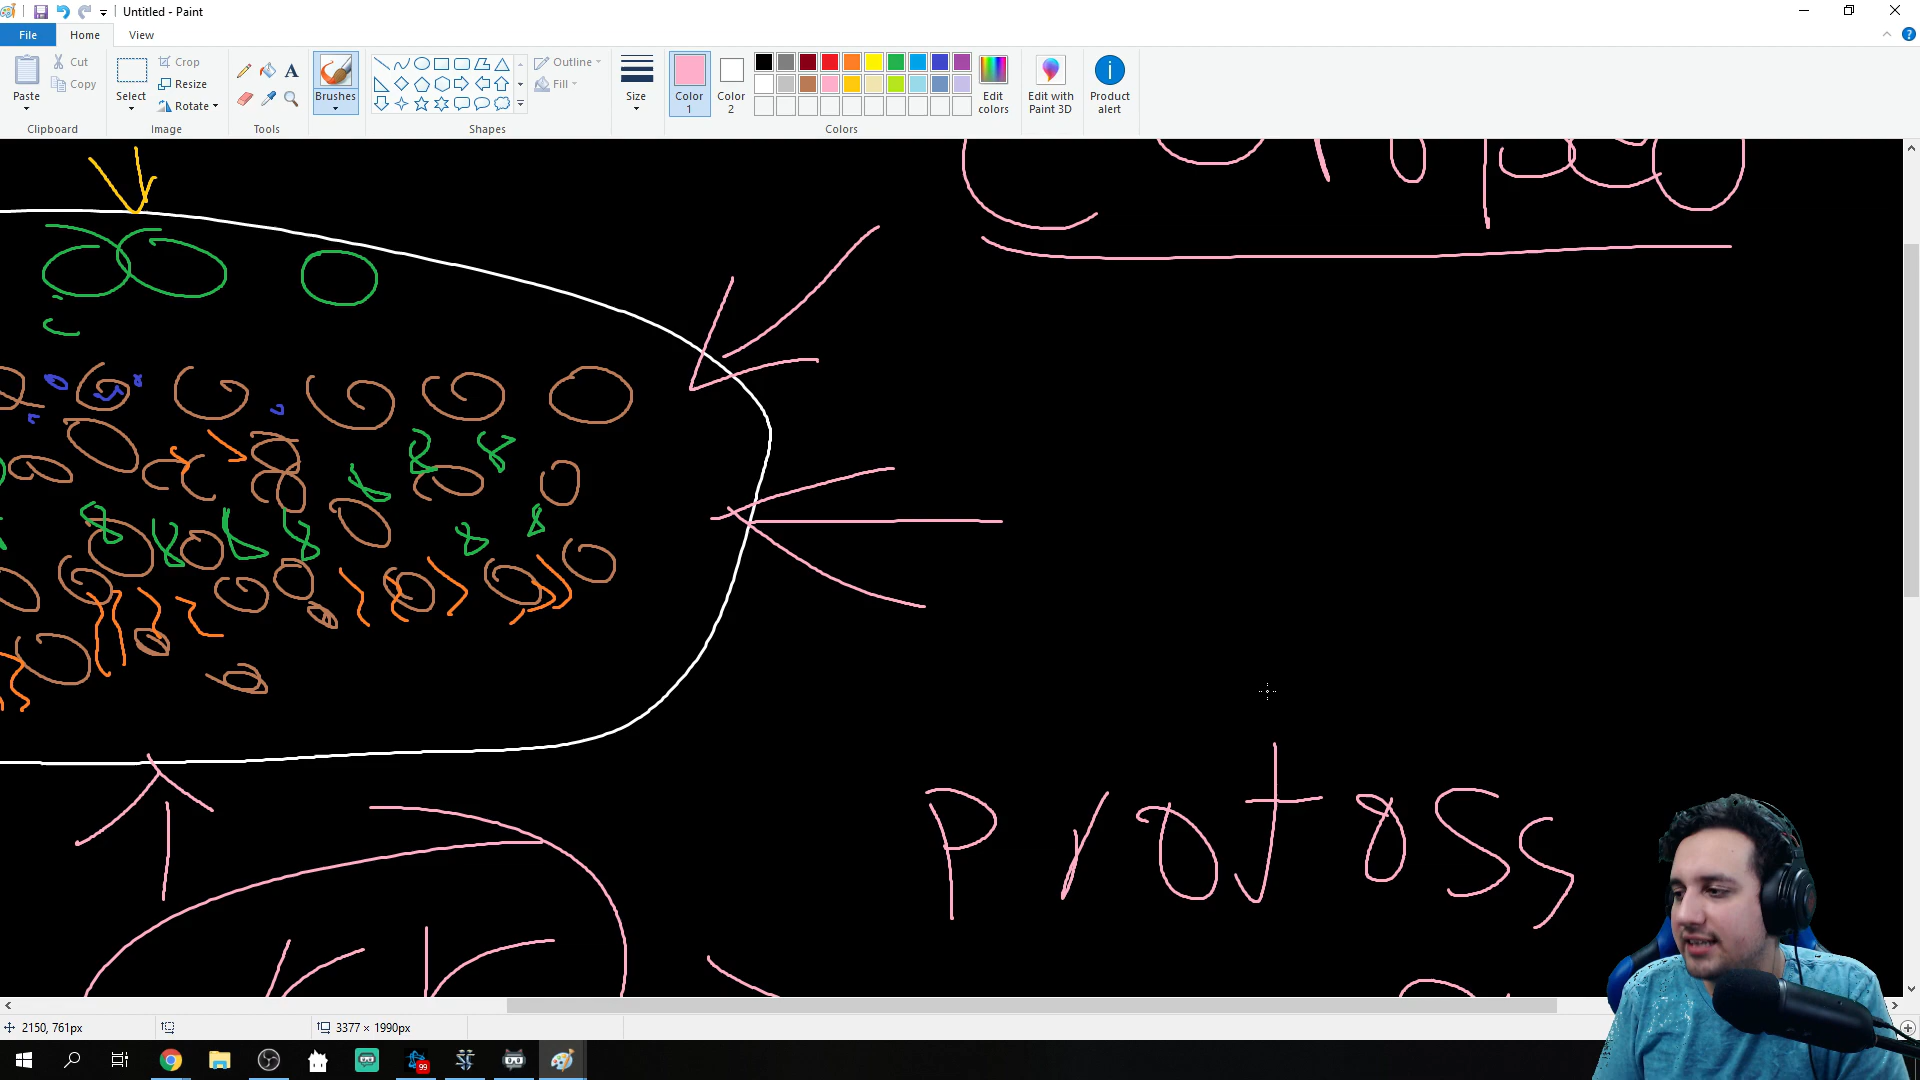 Untitled - Paint
File Home View
Paste Cut Copy Clipboard
Select Crop Resize Rotate Image
Tools
Brushes
Shapes
Outline Fill
Size
Color 1 Color 2
Edit colors
Colors
Edit with Paint 3D
Product alert
Protoss
2150, 761px
3377 × 1990px
99